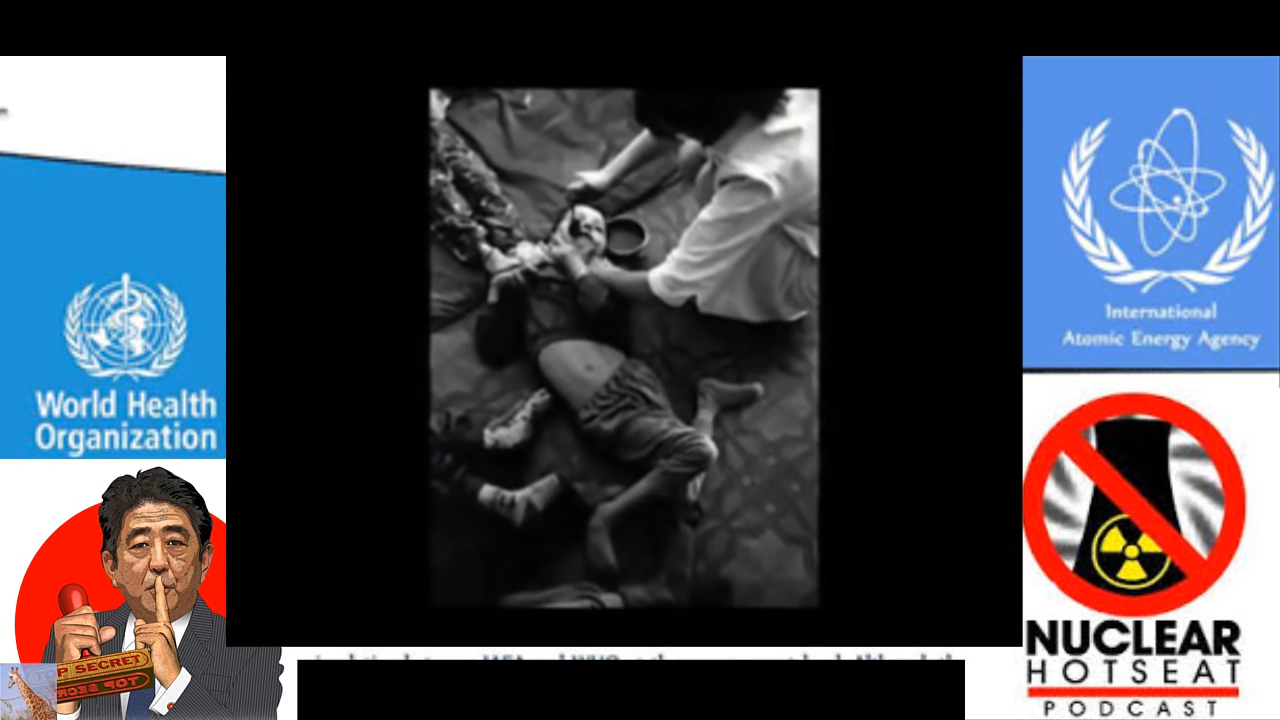 World Health
Organization
International
Atomic Energy Agency
TOP SECRET
NUCLEAR
HOTSEAT
PODCAST